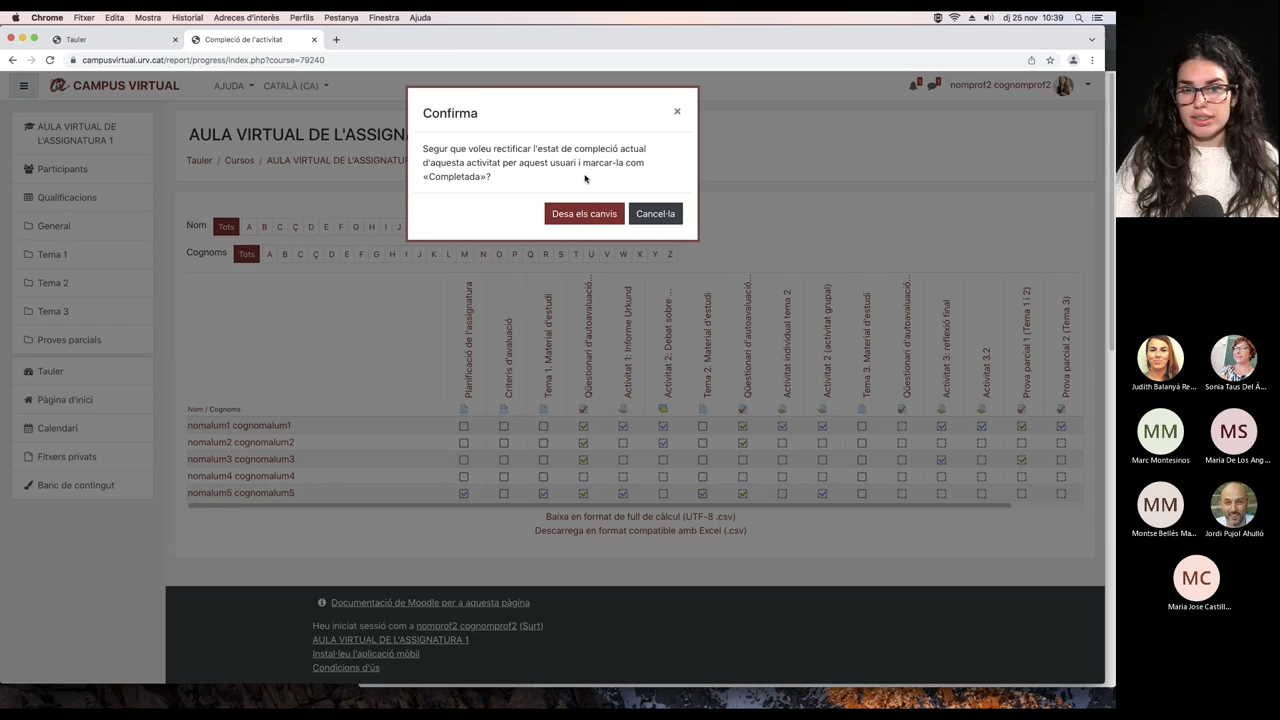 Chrome Fitxer Edita Mostra Historial Adreces d'interès Perfils Pestanya Finestra Ajuda dj 25 nov 10:39
Tauler Compleció de l'activitat
campusvirtual.urv.cat/report/progress/index.php?course=79240
CAMPUS VIRTUAL AJUDA CATALÀ (CA) nomprof2 cognomprof2
AULA VIRTUAL DE
L'ASSIGNATURA 1
Participants
Qualificacions
General
Tema 1
Tema 2
Tema 3
Proves parcials
Tauler
Pàgina d'inici
Calendari
Fitxers privats
Banc de contingut
AULA VIRTUAL DE L'ASSIGNA
Tauler / Cursos / AULA VIRTUAL DE L'ASSIGNATUR
Confirma ×
Segur que voleu rectificar l'estat de compleció actual
d'aquesta activitat per aquest usuari i marcar-la com
«Completada»?
Desa els canvis Cancel·la
Nom Tots A B C Ç D E F G H I J
Cognoms Tots A B C Ç D E F G H I J K L M N O P Q R S T U V W X Y Z
Planificació de l'assignatura
Criteris d'avaluació
Tema 1. Material d'estudi
Qüestionari d'autoavaluació...
Activitat 1: Informe Urkund
Activitat 2: Debat sobre ...
Tema 2. Material d'estudi
Qüestionari d'autoavaluació...
Activitat individual tema 2
Activitat 2 (activitat grupal)
Tema 3. Material d'estudi
Qüestionari d'autoavaluació...
Activitat 3: reflexió final
Activitat 3.2
Prova parcial 1 (Tema 1 i 2)
Prova parcial 2 (Tema 3)
Nom / Cognoms
nomalum1 cognomalum1
nomalum2 cognomalum2
nomalum3 cognomalum3
nomalum4 cognomalum4
nomalum5 cognomalum5
Baixa en format de full de càlcul (UTF-8 .csv)
Descarrega en format compatible amb Excel (.csv)
Documentació de Moodle per a aquesta pàgina
Heu iniciat sessió com a nomprof2 cognomprof2 (Surt)
AULA VIRTUAL DE L'ASSIGNATURA 1
Instal·leu l'aplicació mòbil
Condicions d'ús
Judith Balanyà Re... Sonia Taus Del Á...
MM MS
Marc Montesinos Maria De Los Ang...
MM
Montse Bellés Ma... Jordi Pujol Ahulló
MC
Maria Jose Castill...